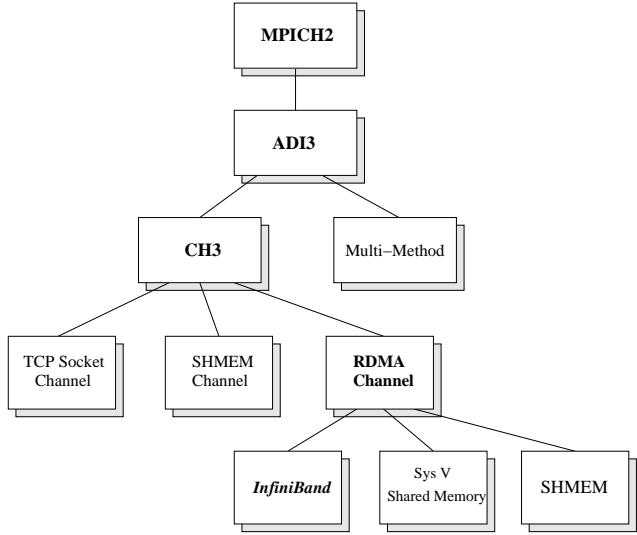 MPICH2
ADI3
CH3
Multi−Method
TCP Socket
Channel
SHMEM
Channel
RDMA
Channel
InfiniBand
Sys V
Shared Memory
SHMEM